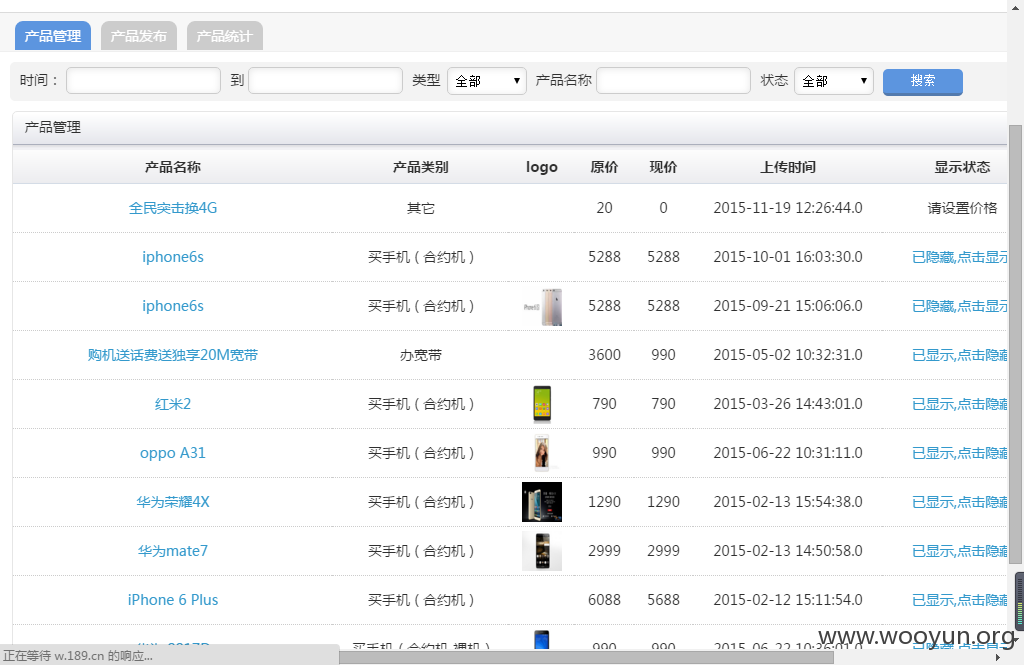 产品管理 产品发布 产品统计
时间： 到 类型 全部 产品名称 状态 全部 搜索
产品管理
产品名称 产品类别 logo 原价 现价 上传时间 显示状态
全民突击换4G 其它 20 0 2015-11-19 12:26:44.0 请设置价格
iphone6s 买手机（合约机） 5288 5288 2015-10-01 16:03:30.0 已隐藏,点击显示
iphone6s 买手机（合约机） 5288 5288 2015-09-21 15:06:06.0 已隐藏,点击显示
购机送话费送独享20M宽带 办宽带 3600 990 2015-05-02 10:32:31.0 已显示,点击隐藏
红米2 买手机（合约机） 790 790 2015-03-26 14:43:01.0 已显示,点击隐藏
oppo A31 买手机（合约机） 990 990 2015-06-22 10:31:11.0 已显示,点击隐藏
华为荣耀4X 买手机（合约机） 1290 1290 2015-02-13 15:54:38.0 已显示,点击隐藏
华为mate7 买手机（合约机） 2999 2999 2015-02-13 14:50:58.0 已显示,点击隐藏
iPhone 6 Plus 买手机（合约机） 6088 5688 2015-02-12 15:11:54.0 已显示,点击隐藏
990 990 2015-06-22 10:36:01.0
www.wooyun.org
正在等待 w.189.cn 的响应...